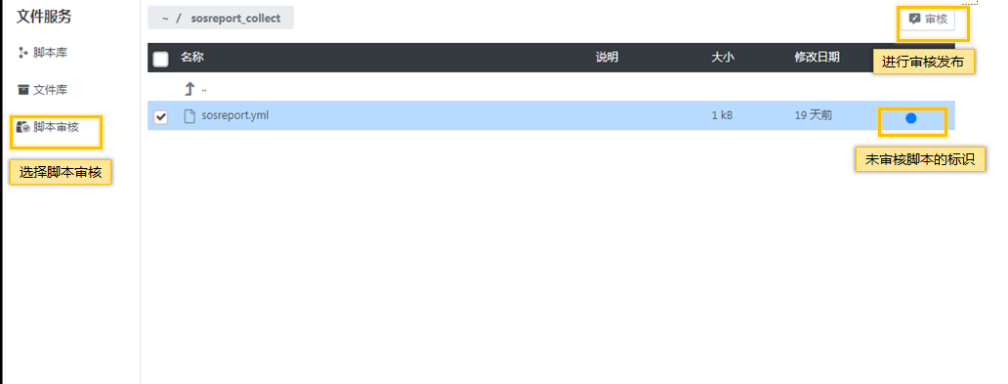 文件服务
脚本库
文件库
脚本审核
选择脚本审核
~ / sosreport_collect
审核
名称 说明 大小 修改日期
进行审核发布
..
sosreport.yml 1 kB 19 天前
未审核脚本的标识